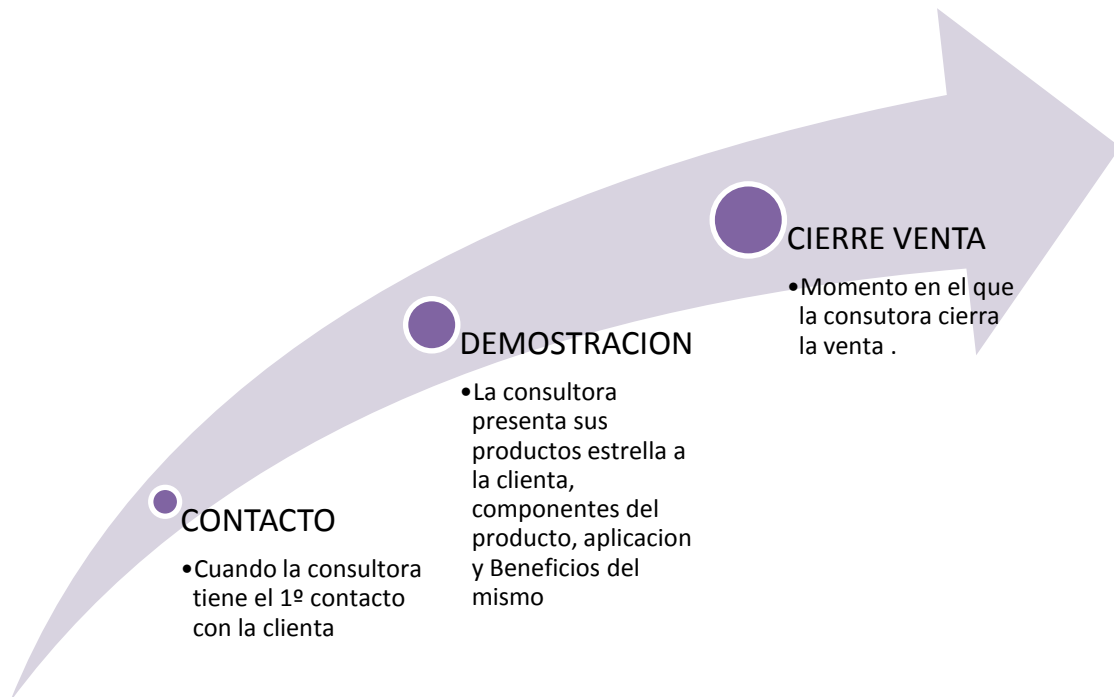 CONTACTO
•Cuando la consultora
tiene el 1º contacto
con la clienta
DEMOSTRACION
•La consultora
presenta sus
productos estrella a
la clienta,
componentes del
producto, aplicacion
y Beneficios del
mismo
CIERRE VENTA
•Momento en el que
la consutora cierra
la venta .